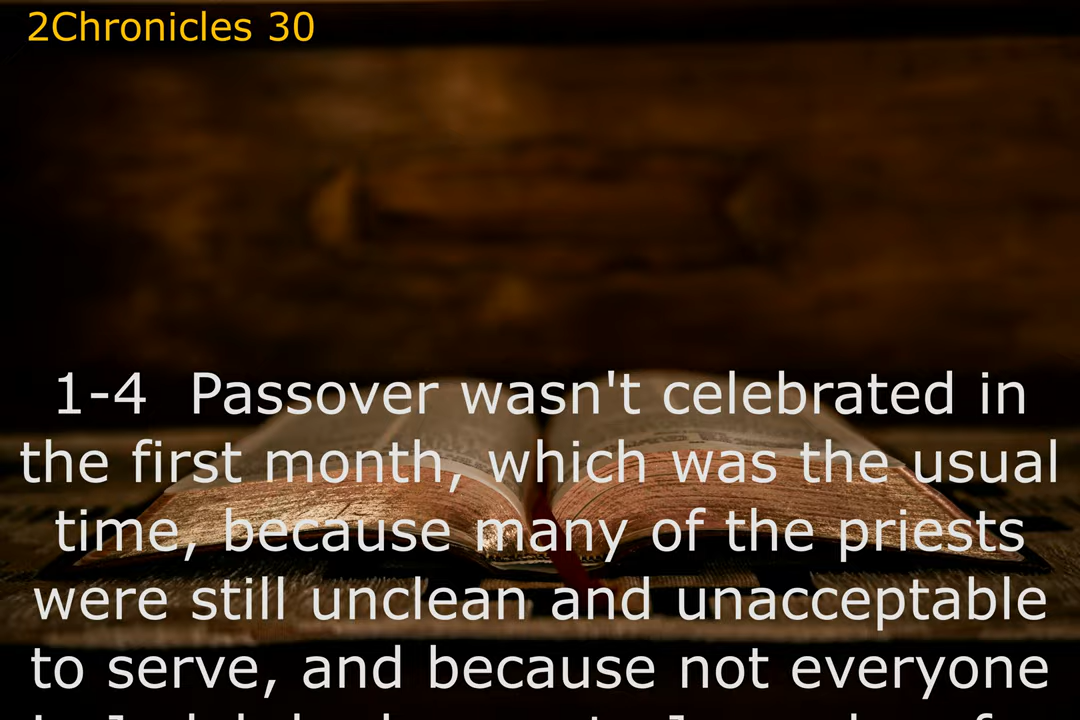 2Chronicles 30
1-4 Passover wasn't celebrated in
the first month, which was the usual
time, because many of the priests
were still unclean and unacceptable
to serve, and because not everyone